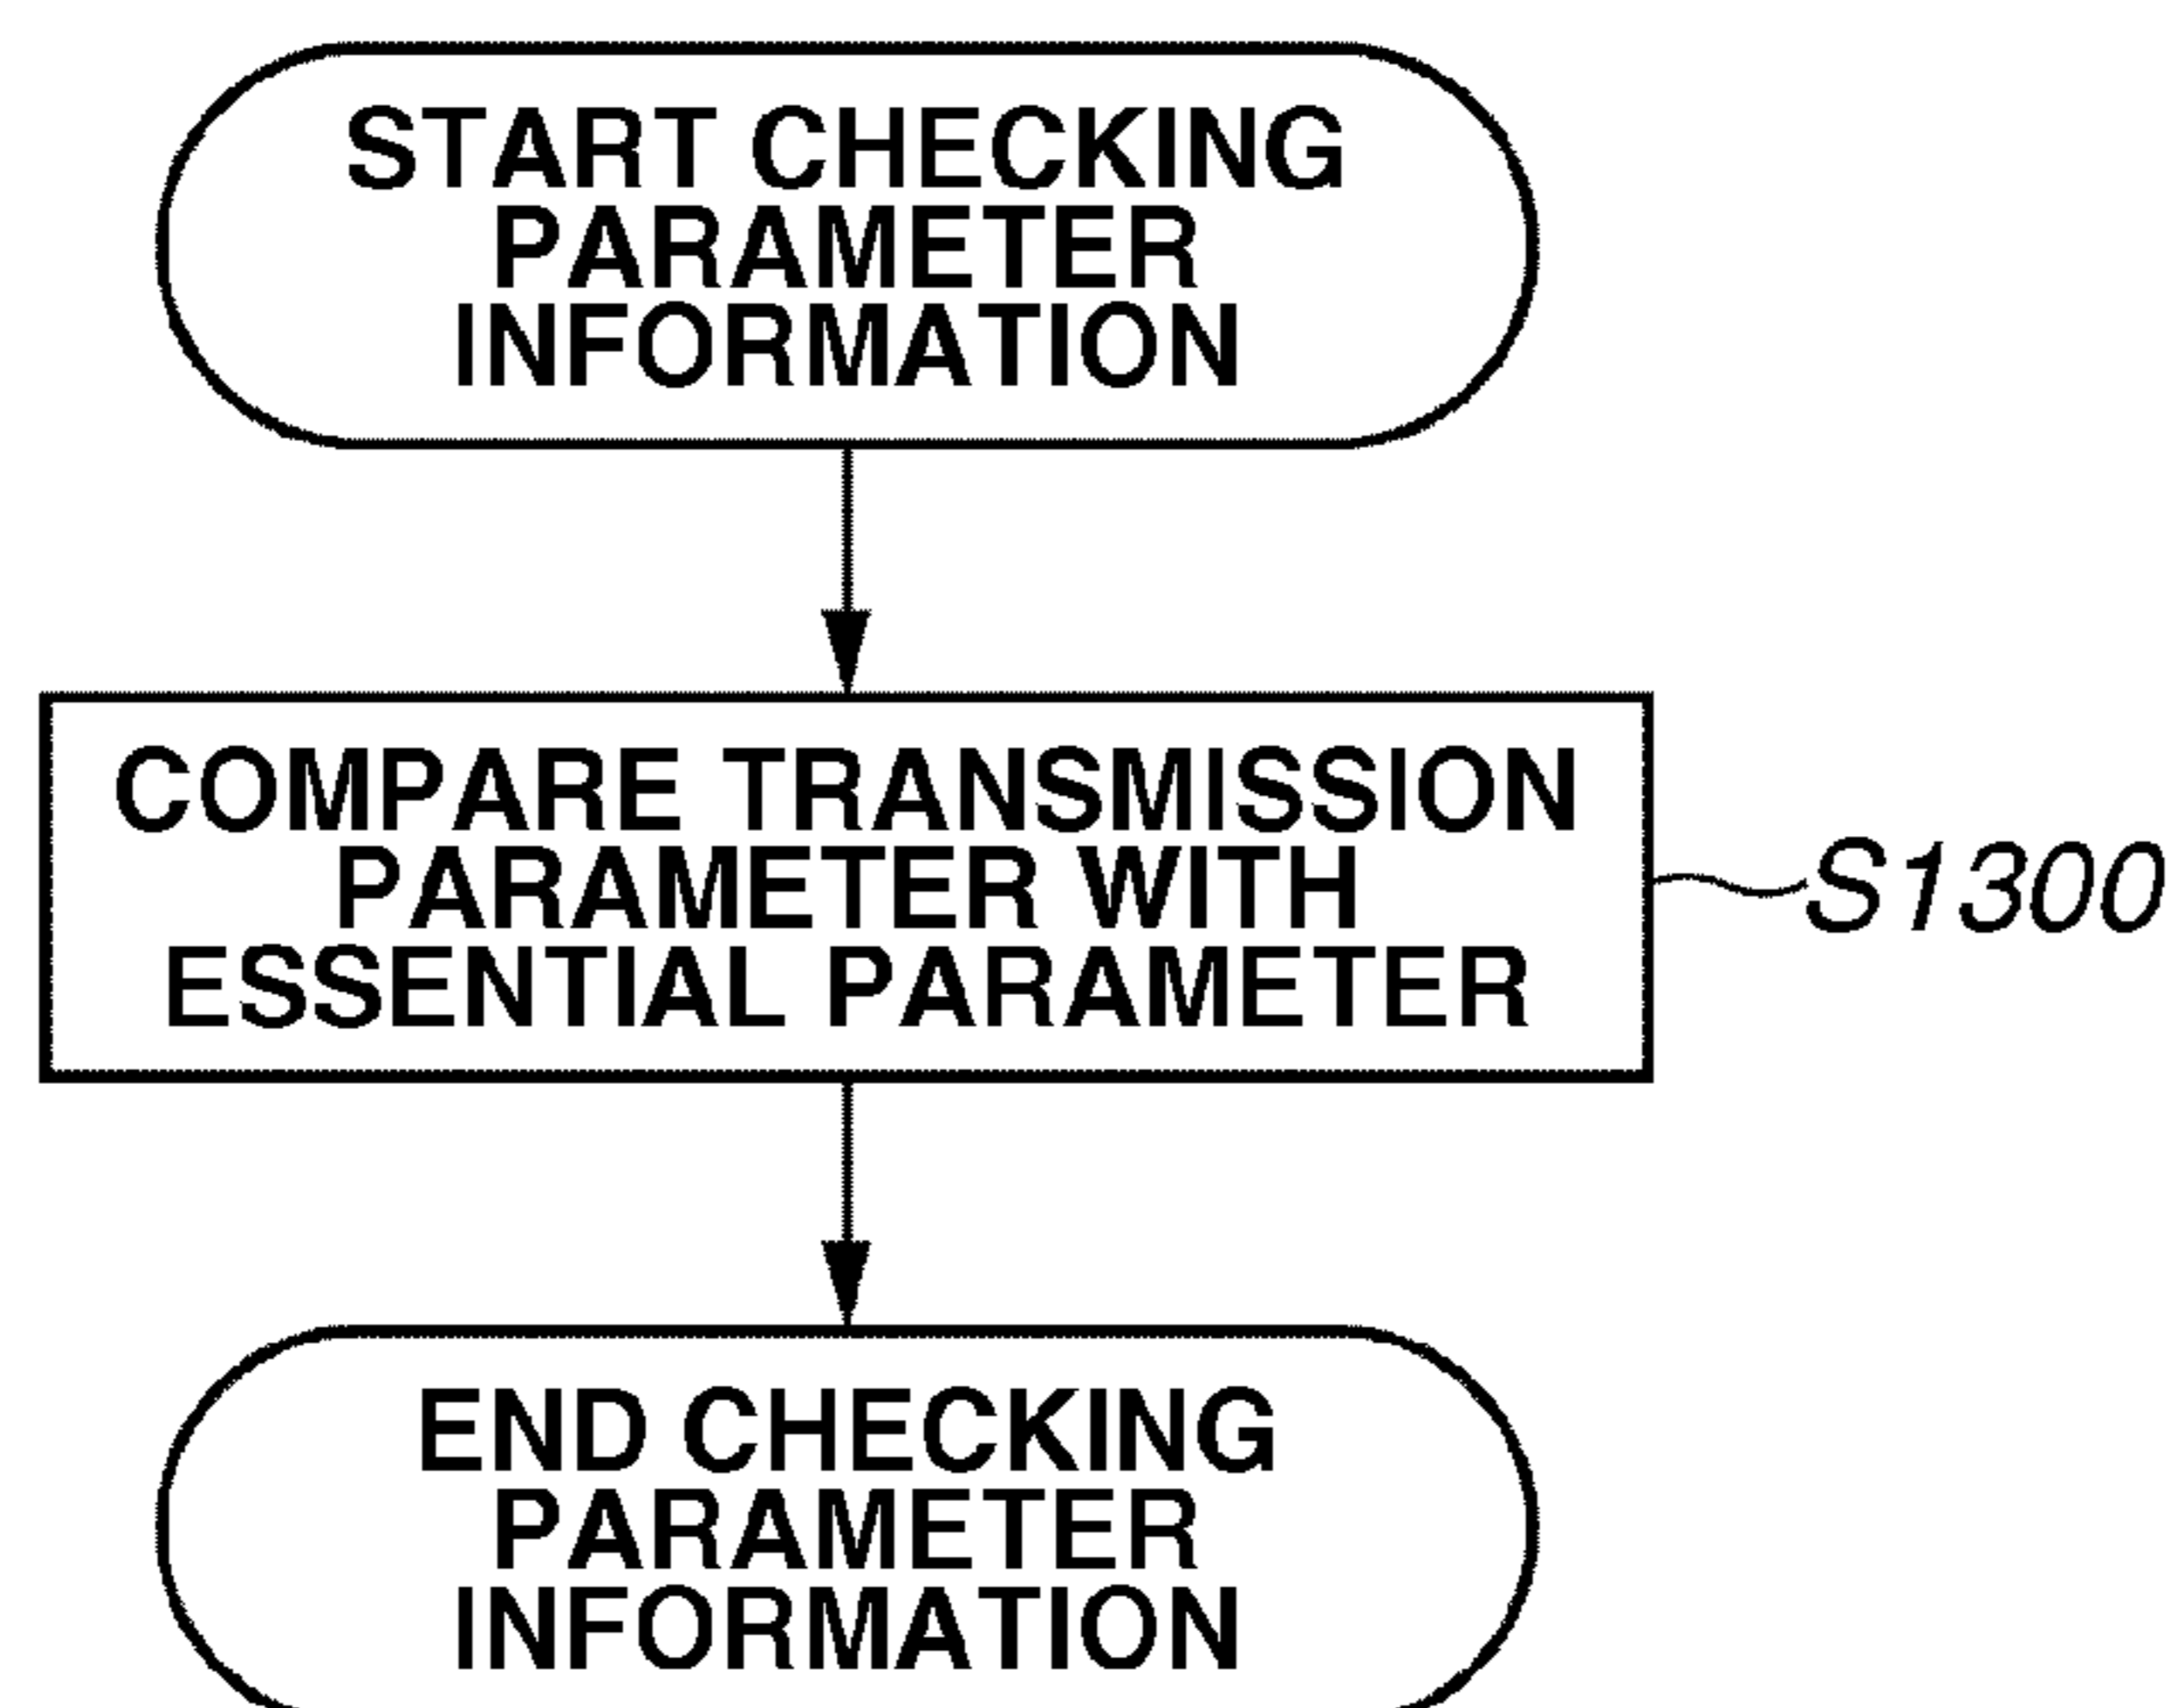 START CHECKING
PARAMETER
INFORMATION
COMPARE TRANSMISSION
PARAMETER WITH
ESSENTIAL PARAMETER
S1300
END CHECKING
PARAMETER
INFORMATION